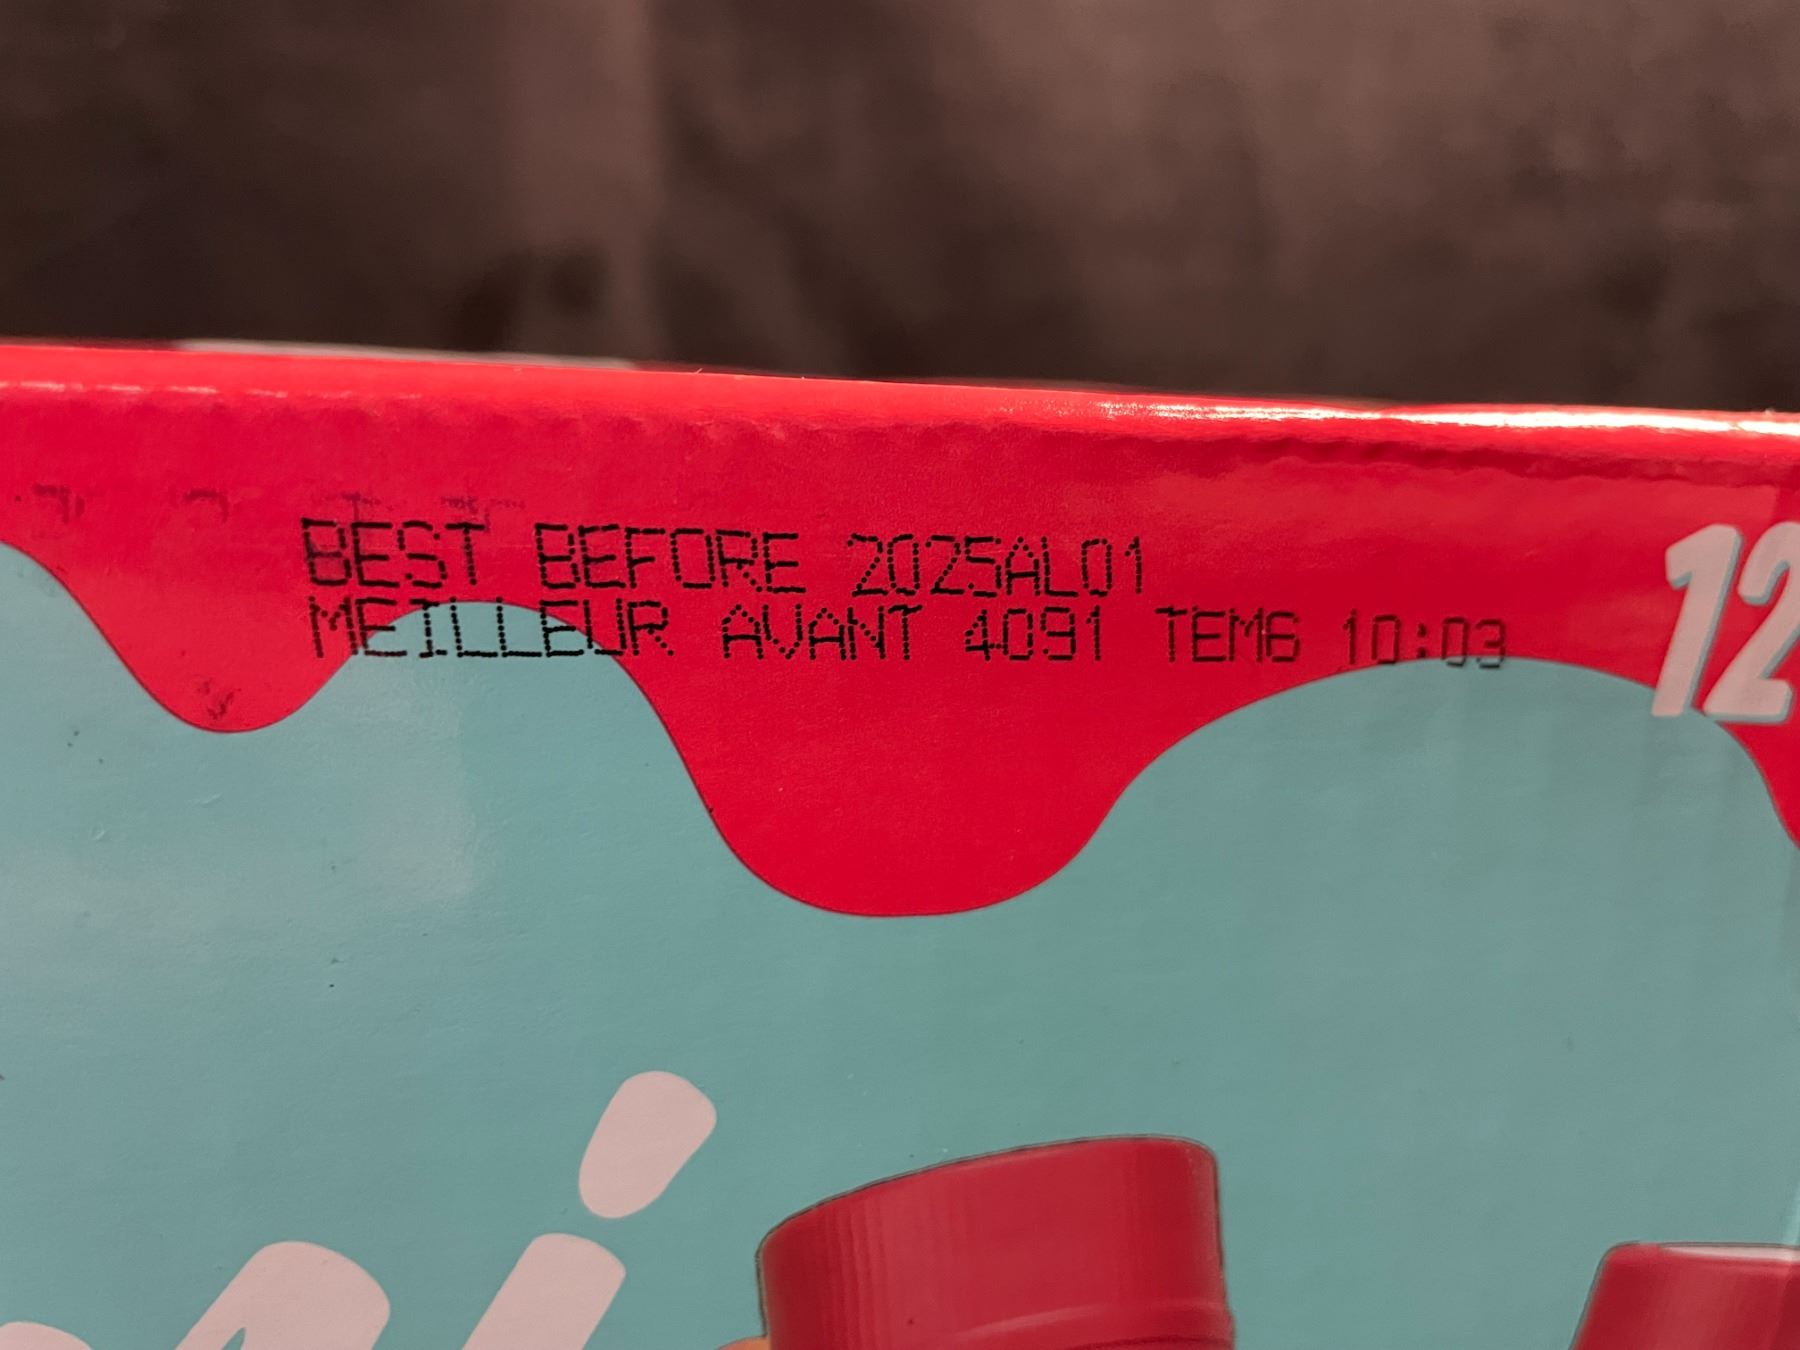 BEST BEFORE 2025AL01
MEILLEUR AVANT 4091 TEM6 10:03
12